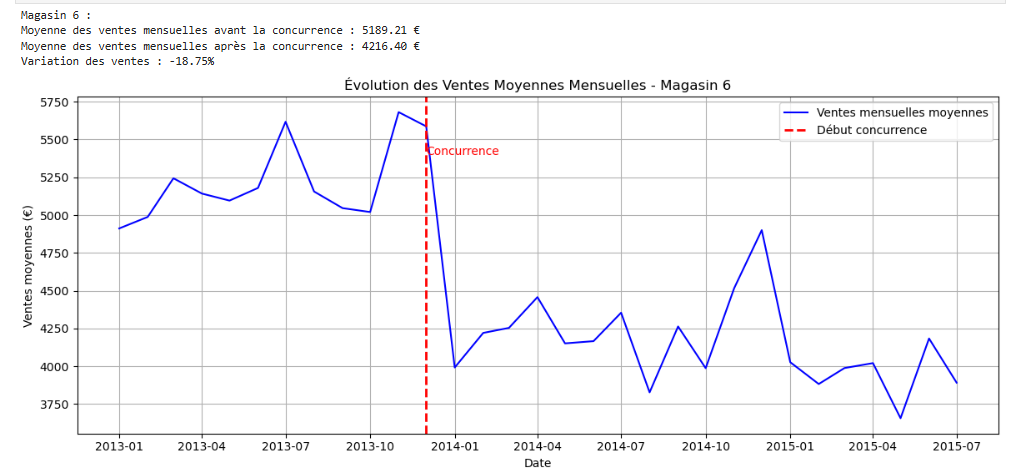 Magasin 6 :
Moyenne des ventes mensuelles avant la concurrence : 5189.21 €
Moyenne des ventes mensuelles après la concurrence : 4216.40 €
Variation des ventes : -18.75%
Évolution des Ventes Moyennes Mensuelles - Magasin 6
Ventes mensuelles moyennes
Début concurrence
Concurrence
Ventes moyennes (€)
5750
5500
5250
5000
4750
4500
4250
4000
3750
2013-01 2013-04 2013-07 2013-10 2014-01 2014-04 2014-07 2014-10 2015-01 2015-04 2015-07
Date